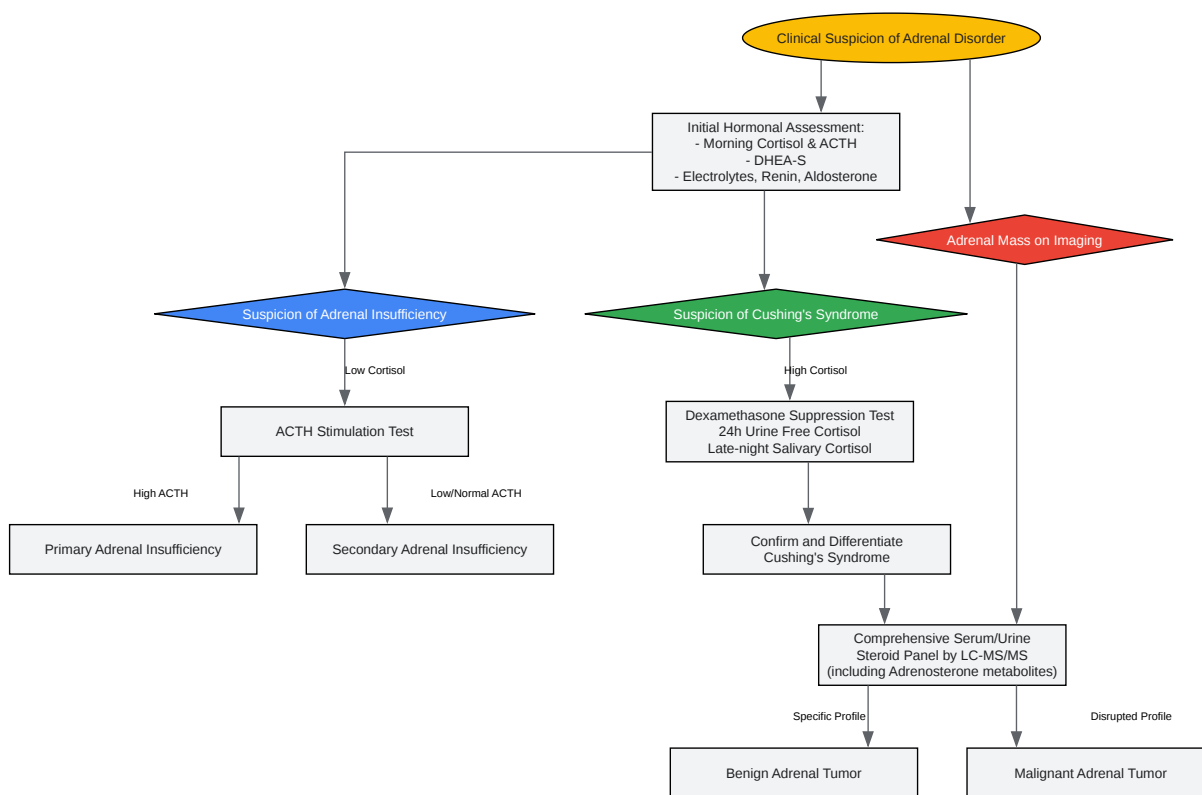 Clinical Suspicion of Adrenal Disorder
Initial Hormonal Assessment:
- Morning Cortisol & ACTH
- DHEA-S
- Electrolytes, Renin, Aldosterone
Adrenal Mass on Imaging
Suspicion of Adrenal Insufficiency
Suspicion of Cushing's Syndrome
Low Cortisol
High Cortisol
ACTH Stimulation Test
Dexamethasone Suppression Test
24h Urine Free Cortisol
Late-night Salivary Cortisol
High ACTH
Low/Normal ACTH
Primary Adrenal Insufficiency
Secondary Adrenal Insufficiency
Confirm and Differentiate
Cushing's Syndrome
Comprehensive Serum/Urine
Steroid Panel by LC-MS/MS
(including Adrenosterone metabolites)
Specific Profile
Disrupted Profile
Benign Adrenal Tumor
Malignant Adrenal Tumor